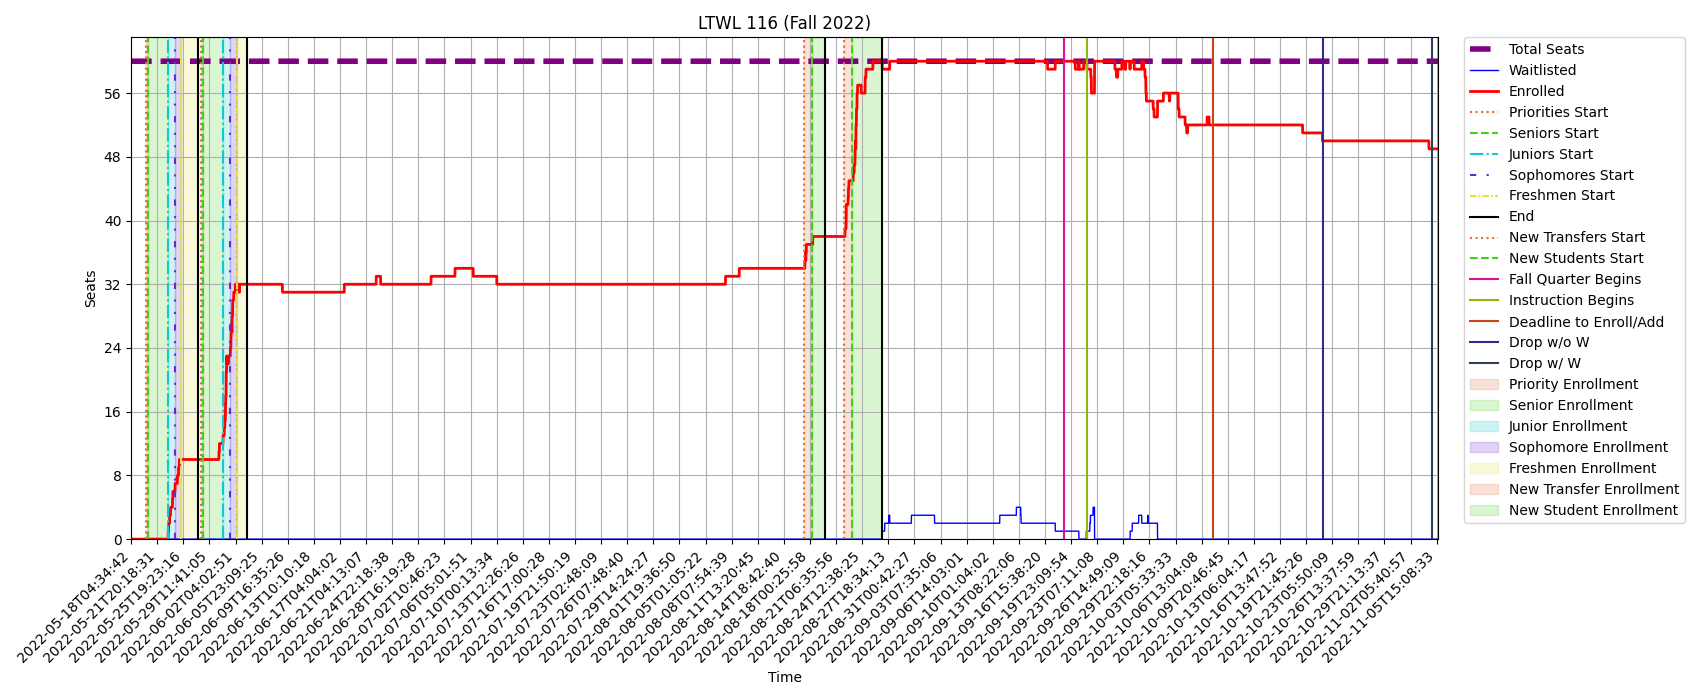 LTWL 116 (Fall 2022)
Seats
56
48
40
32
24
16
8
0
2022-05-18T04:34:42
2022-05-21T20:18:31
2022-05-25T19:23:16
2022-05-29T11:41:05
2022-06-02T04:02:51
2022-06-05T23:09:25
2022-06-09T16:35:26
2022-06-13T10:10:18
2022-06-17T04:04:02
2022-06-21T04:13:07
2022-06-24T22:18:38
2022-06-28T16:19:28
2022-07-02T10:46:23
2022-07-06T05:01:51
2022-07-10T00:13:34
2022-07-13T12:26:26
2022-07-16T17:00:28
2022-07-19T21:50:19
2022-07-23T02:48:09
2022-07-26T07:48:40
2022-07-29T14:24:27
2022-08-01T19:36:50
2022-08-05T01:05:22
2022-08-08T07:54:39
2022-08-11T13:20:45
2022-08-14T18:42:40
2022-08-18T00:25:58
2022-08-21T06:35:56
2022-08-24T12:38:25
2022-08-27T18:34:13
2022-08-31T00:42:27
2022-09-03T07:35:06
2022-09-06T14:03:01
2022-09-10T01:04:02
2022-09-13T08:22:06
2022-09-16T15:38:20
2022-09-19T23:09:54
2022-09-23T07:11:08
2022-09-26T14:49:09
2022-09-29T22:18:16
2022-10-03T05:33:33
2022-10-06T13:04:08
2022-10-09T20:46:45
2022-10-13T06:04:17
2022-10-16T13:47:52
2022-10-19T21:45:26
2022-10-23T05:50:09
2022-10-26T13:37:59
2022-10-29T21:13:37
2022-11-02T05:40:57
2022-11-05T15:08:33
Time
Total Seats
Waitlisted
Enrolled
Priorities Start
Seniors Start
Juniors Start
Sophomores Start
Freshmen Start
End
New Transfers Start
New Students Start
Fall Quarter Begins
Instruction Begins
Deadline to Enroll/Add
Drop w/o W
Drop w/ W
Priority Enrollment
Senior Enrollment
Junior Enrollment
Sophomore Enrollment
Freshmen Enrollment
New Transfer Enrollment
New Student Enrollment